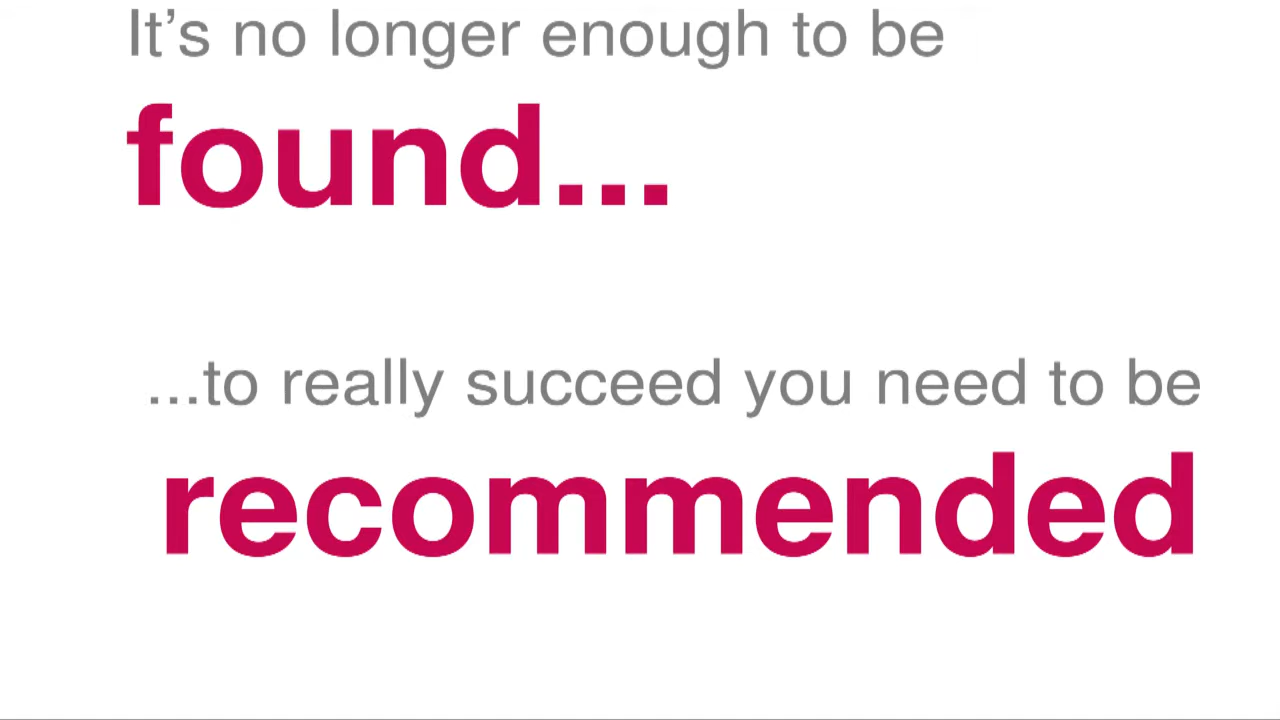 It’s no longer enough to be
found...
...to really succeed you need to be
recommended